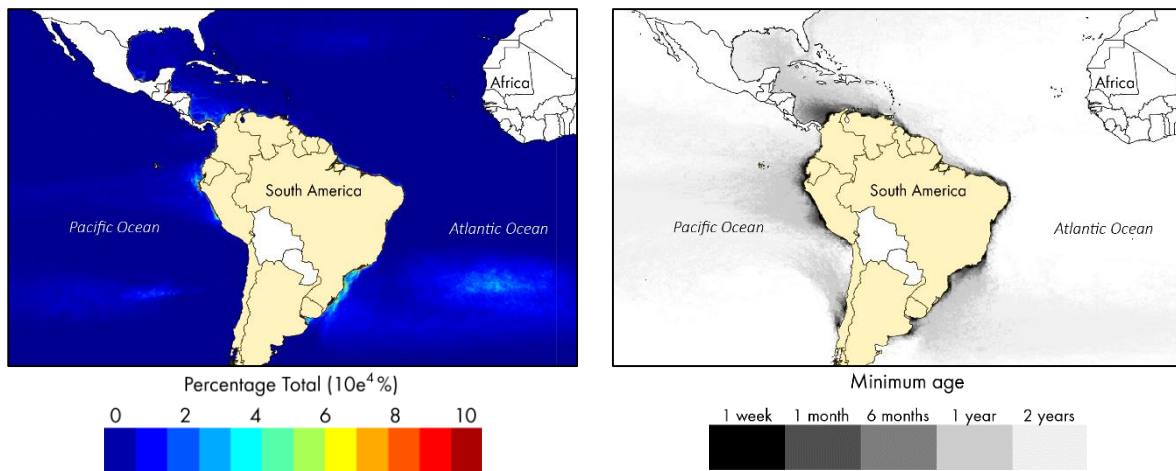 Africa
South America
Pacific Ocean
Atlantic Ocean
Percentage Total (10e⁴ %)
0 2 4 6 8 10
Africa
South America
Pacific Ocean
Atlantic Ocean
Minimum age
1 week 1 month 6 months 1 year 2 years